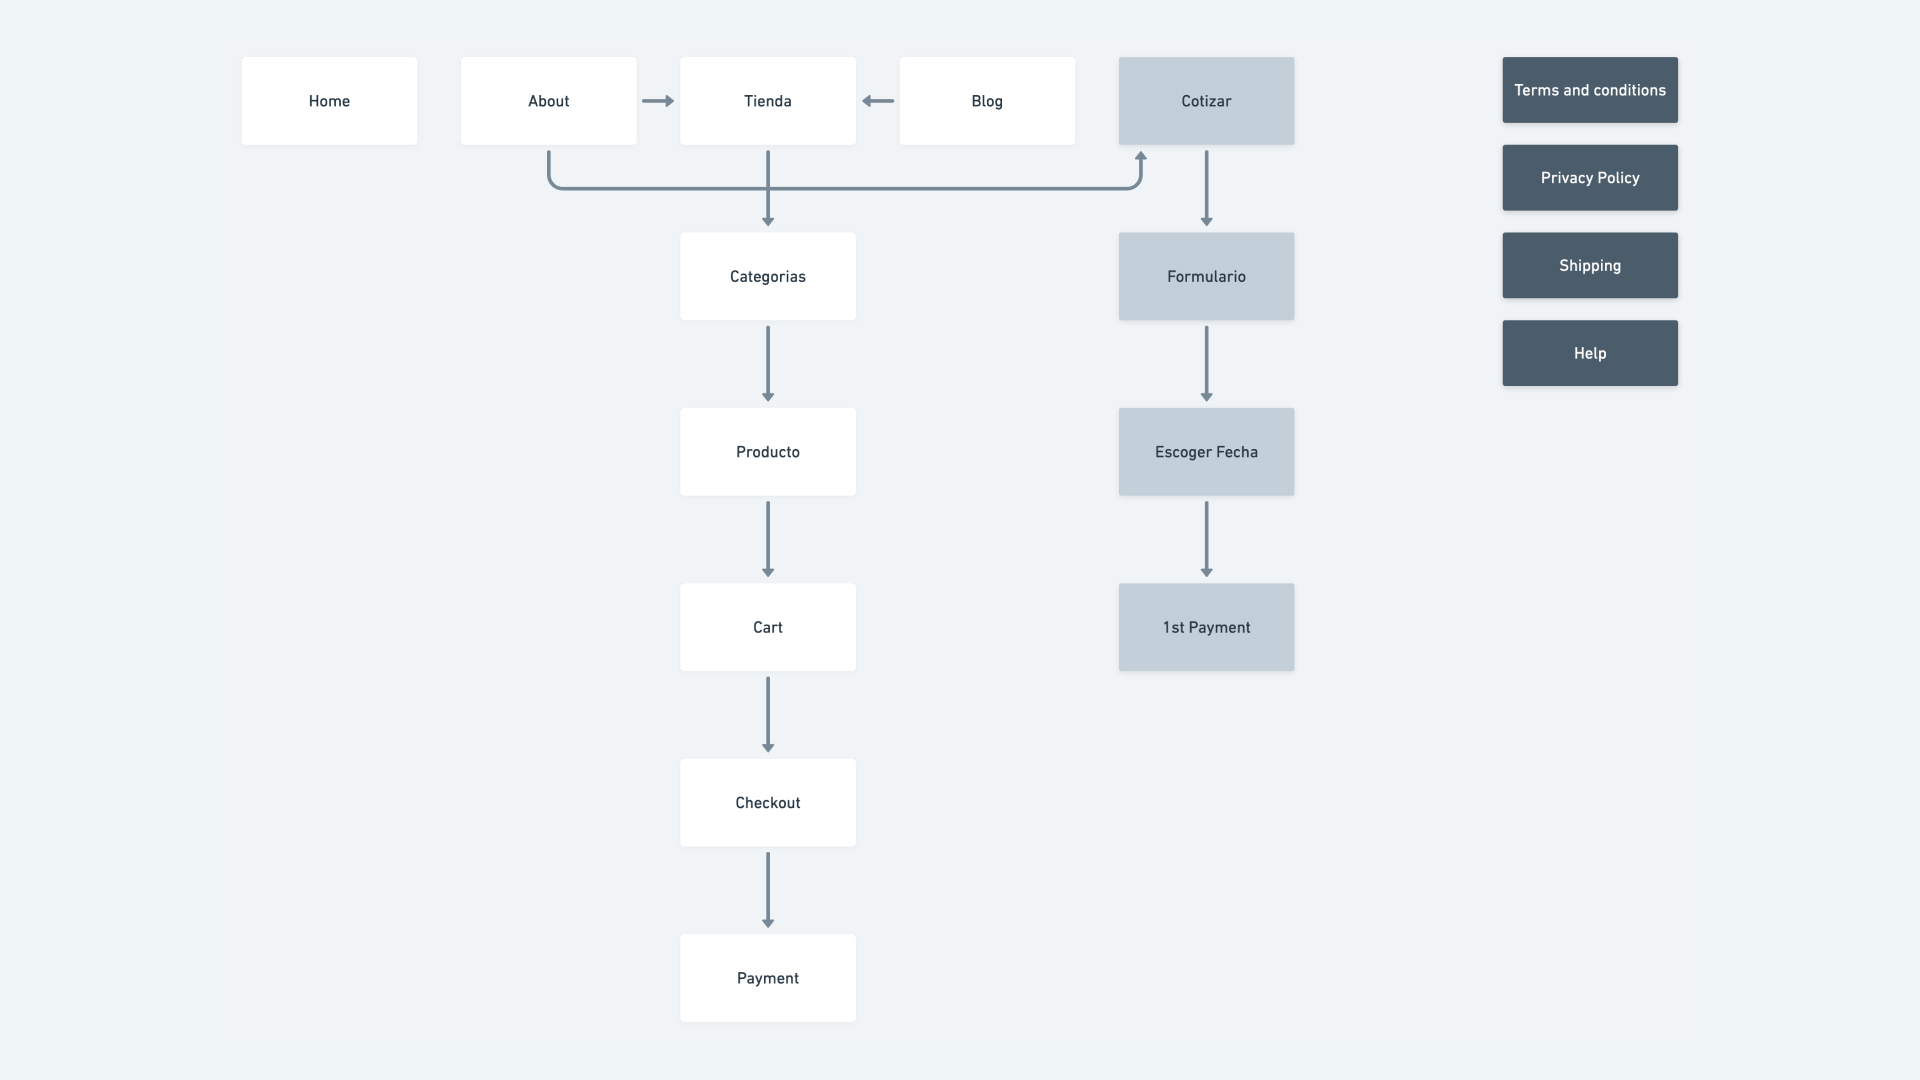 Home
About
Tienda
Blog
Cotizar
Terms and conditions
Privacy Policy
Shipping
Help
Categorias
Formulario
Producto
Escoger Fecha
Cart
1st Payment
Checkout
Payment